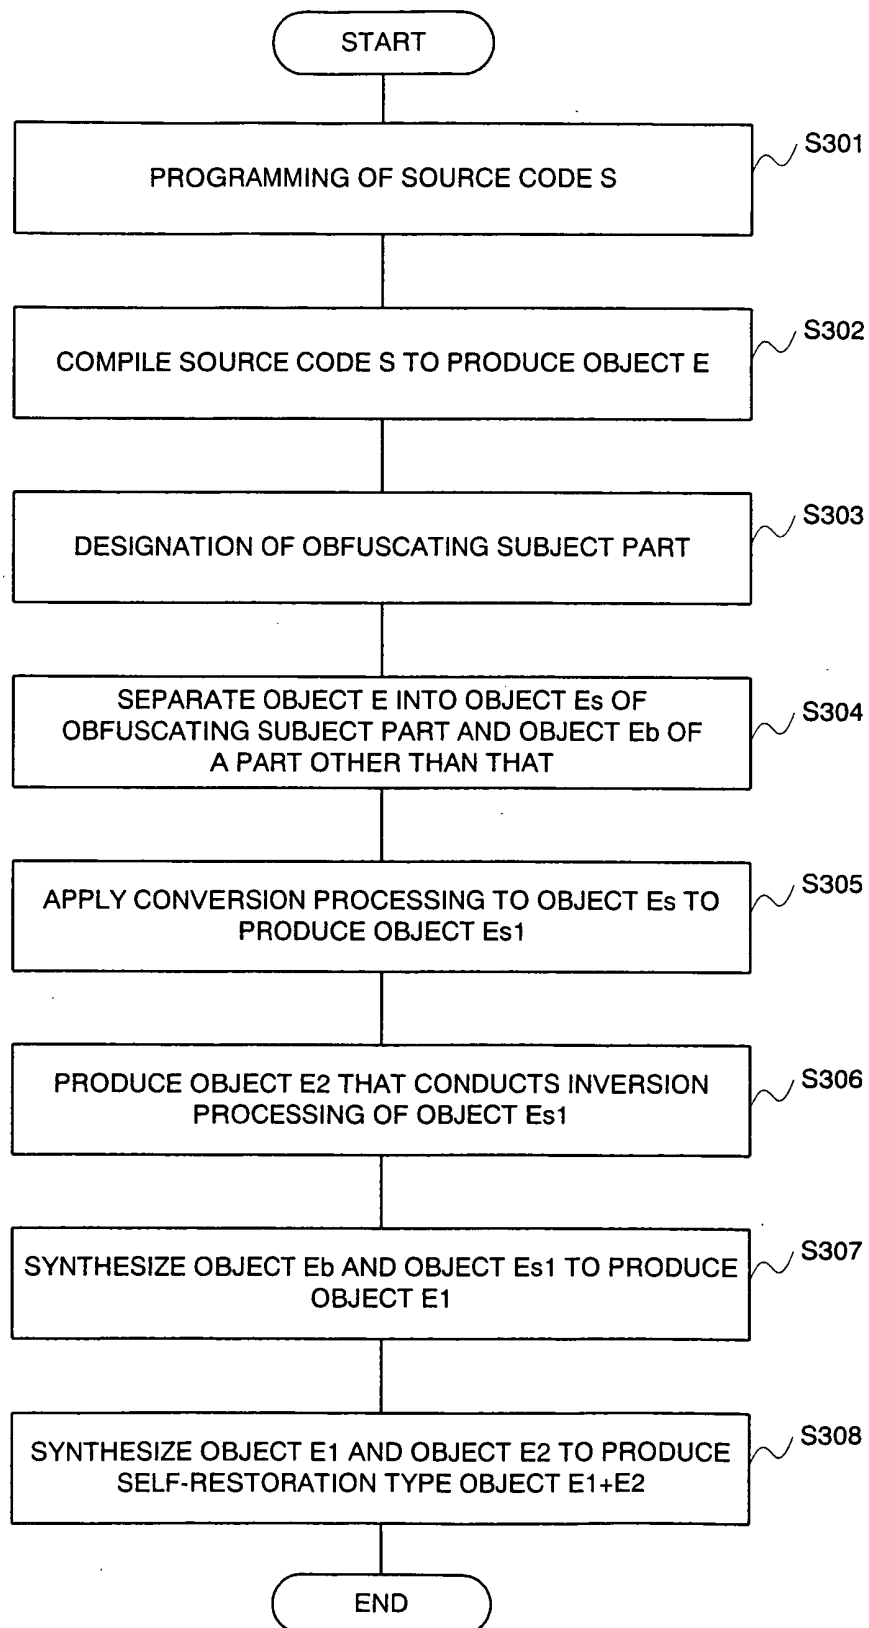 START
PROGRAMMING OF SOURCE CODE S
S301
COMPILE SOURCE CODE S TO PRODUCE OBJECT E
S302
DESIGNATION OF OBFUSCATING SUBJECT PART
S303
SEPARATE OBJECT E INTO OBJECT Es OF
OBFUSCATING SUBJECT PART AND OBJECT Eb OF
A PART OTHER THAN THAT
S304
APPLY CONVERSION PROCESSING TO OBJECT Es TO
PRODUCE OBJECT Es1
S305
PRODUCE OBJECT E2 THAT CONDUCTS INVERSION
PROCESSING OF OBJECT Es1
S306
SYNTHESIZE OBJECT Eb AND OBJECT Es1 TO PRODUCE
OBJECT E1
S307
SYNTHESIZE OBJECT E1 AND OBJECT E2 TO PRODUCE
SELF-RESTORATION TYPE OBJECT E1+E2
S308
END